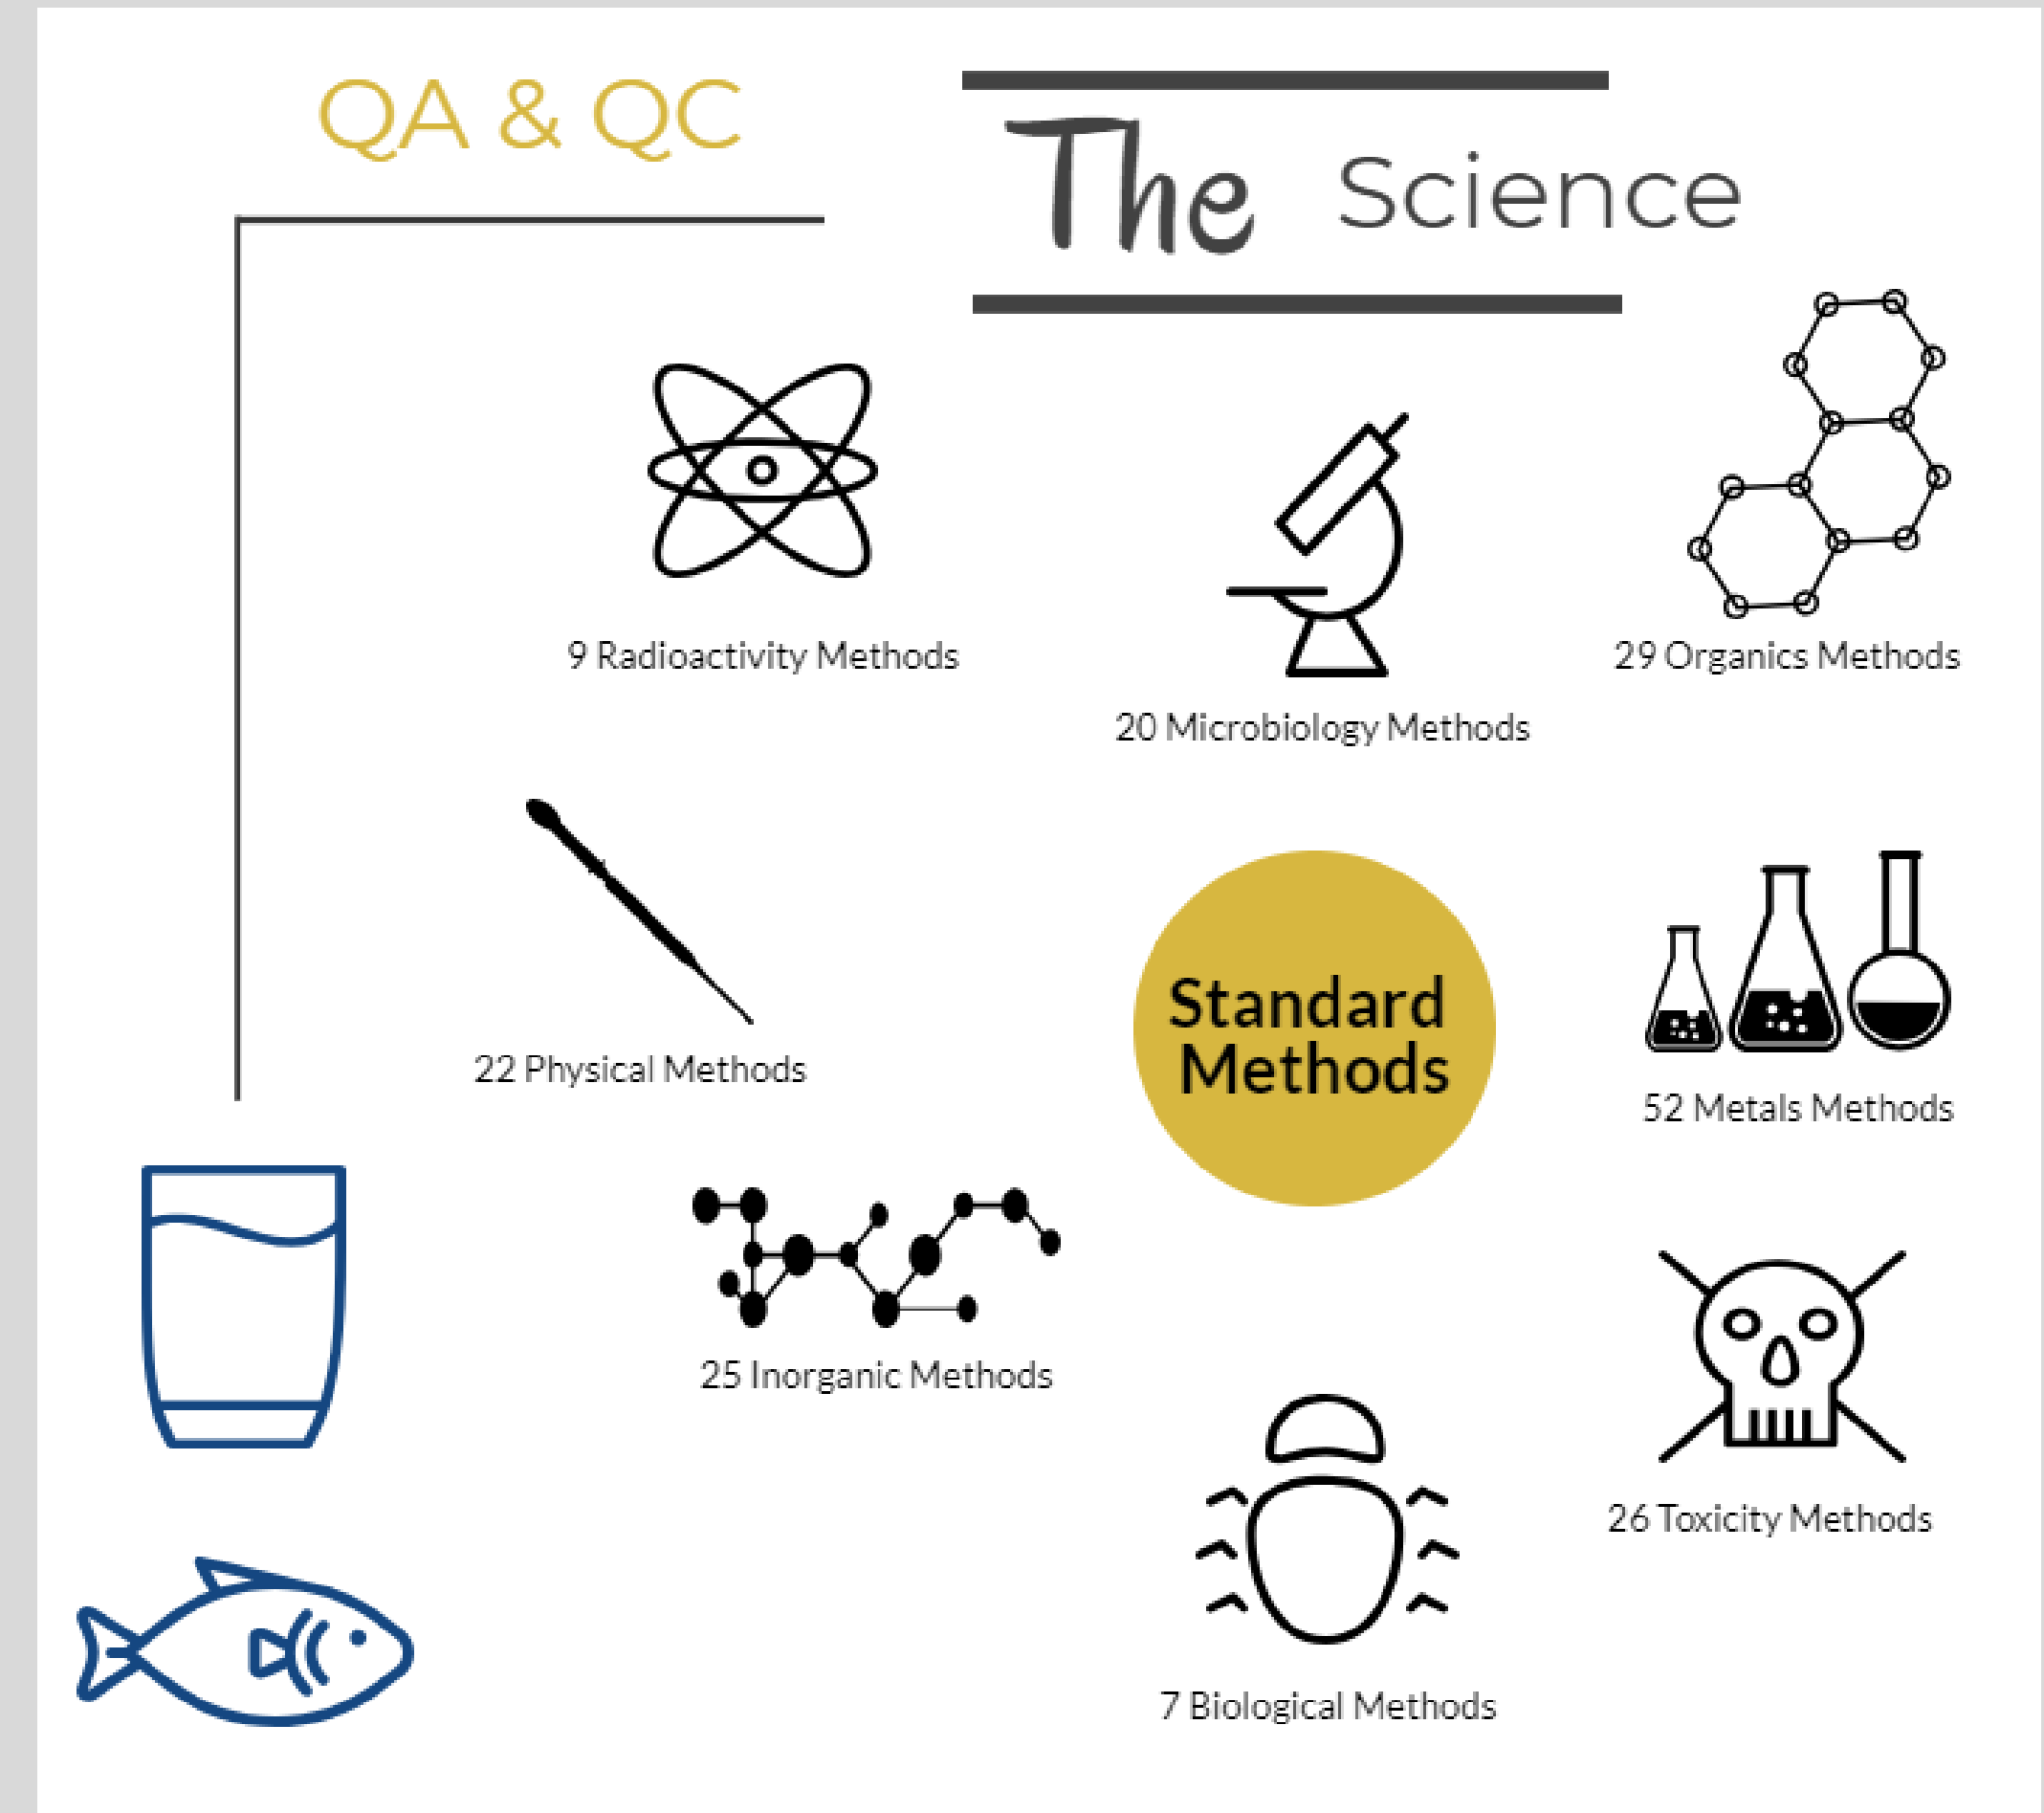 QA & QC
The Science
9 Radioactivity Methods
29 Organics Methods
20 Microbiology Methods
22 Physical Methods
Standard
Methods
52 Metals Methods
25 Inorganic Methods
26 Toxicity Methods
7 Biological Methods